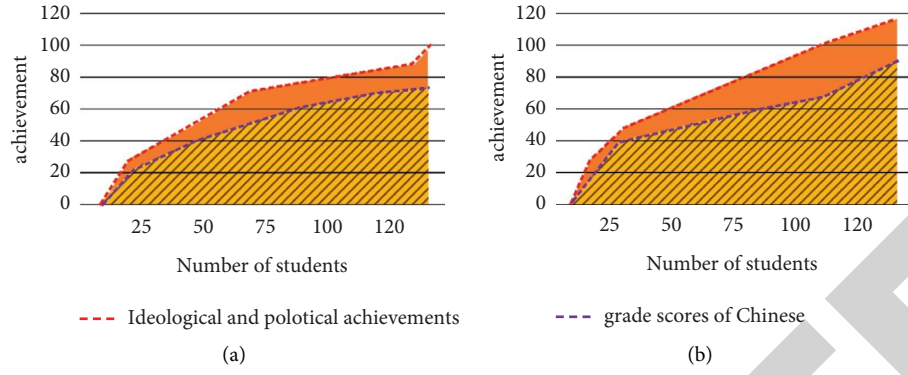 120
100
80
60
40
20
0
achievement
25 50 75 100 120
Number of students
120
100
80
60
40
20
0
achievement
25 50 75 100 120
Number of students
Ideological and polotical achievements
grade scores of Chinese
(a)
(b)